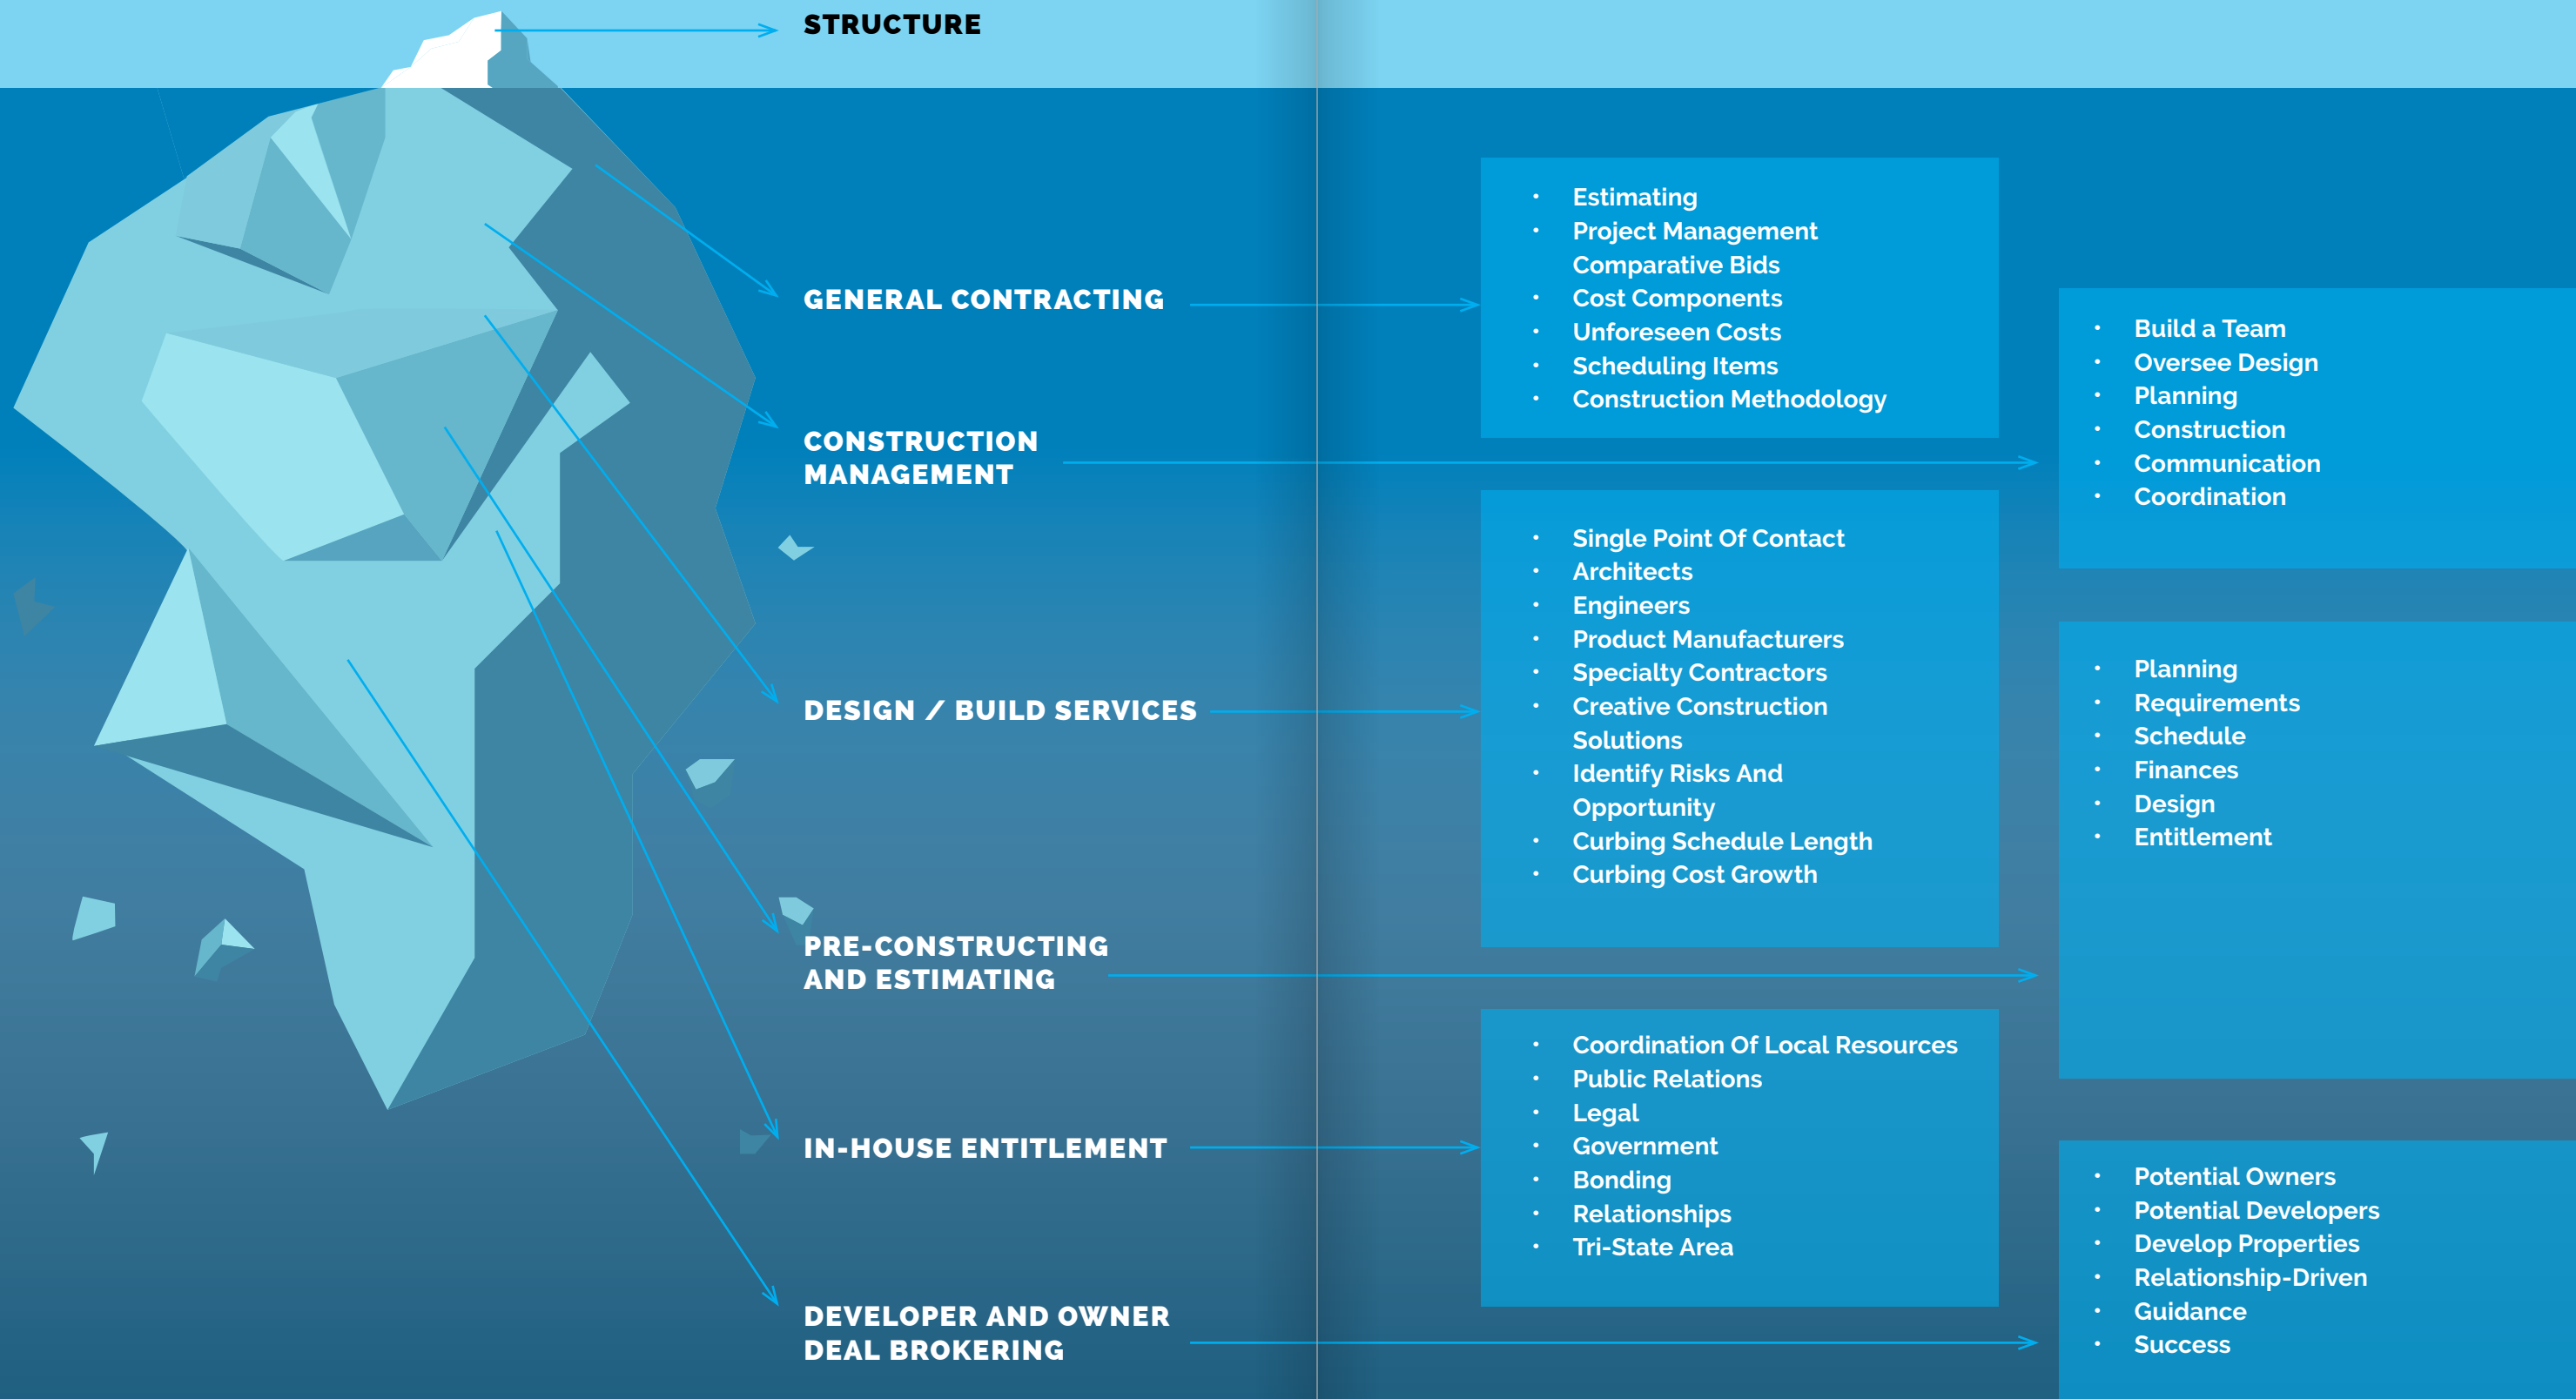 STRUCTURE
GENERAL CONTRACTING
CONSTRUCTION
MANAGEMENT
DESIGN / BUILD SERVICES
PRE-CONSTRUCTING
AND ESTIMATING
IN-HOUSE ENTITLEMENT
DEVELOPER AND OWNER
DEAL BROKERING
• Estimating
• Project Management
Comparative Bids
• Cost Components
• Unforeseen Costs
• Scheduling Items
• Construction Methodology
• Build a Team
• Oversee Design
• Planning
• Construction
• Communication
• Coordination
• Single Point Of Contact
• Architects
• Engineers
• Product Manufacturers
• Specialty Contractors
• Creative Construction
Solutions
• Identify Risks And
Opportunity
• Curbing Schedule Length
• Curbing Cost Growth
• Planning
• Requirements
• Schedule
• Finances
• Design
• Entitlement
• Coordination Of Local Resources
• Public Relations
• Legal
• Government
• Bonding
• Relationships
• Tri-State Area
• Potential Owners
• Potential Developers
• Develop Properties
• Relationship-Driven
• Guidance
• Success